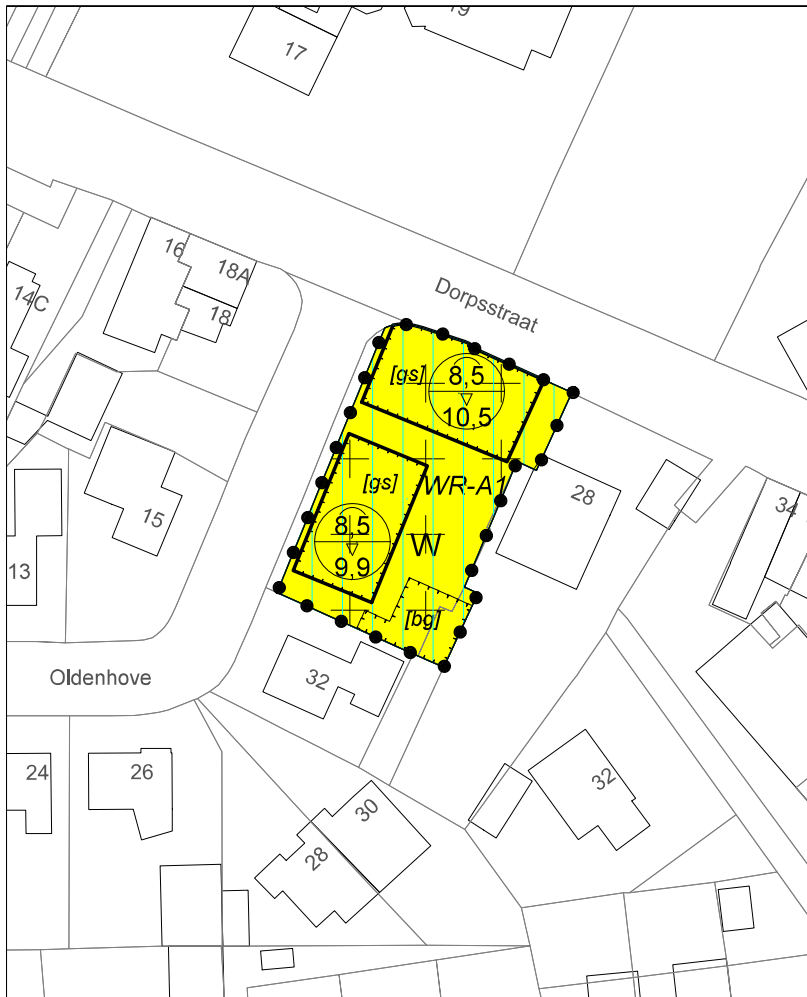 19
17
16
18A
18
14C
Dorpsstraat
[gs]
8,5
10,5
[gs]
WR-A1
28
34
15
8,5
9,9
W
13
[bg]
Oldenhove
32
24
26
32
30
28